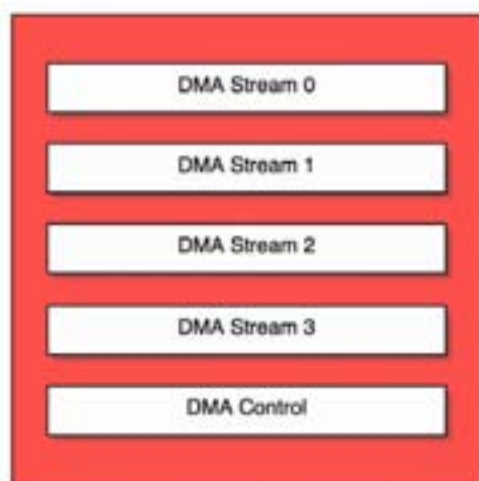 DMA Stream 0
DMA Stream 1
DMA Stream 2
DMA Stream 3
DMA Control